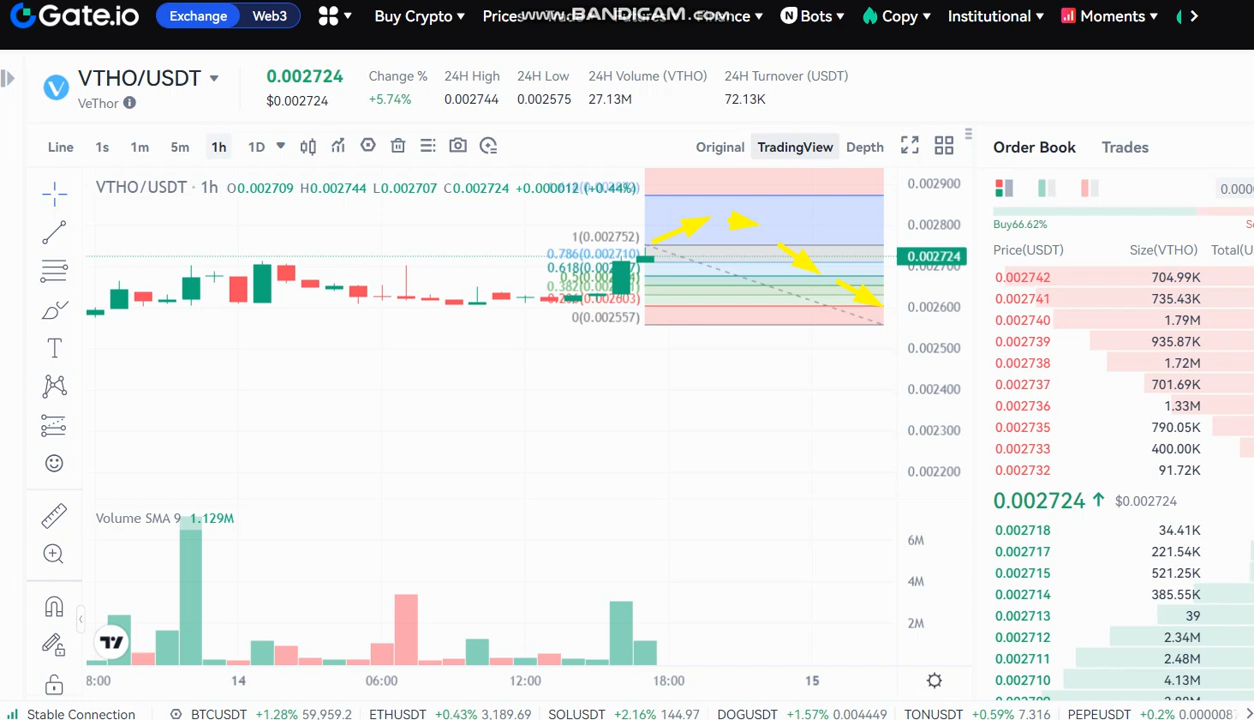 Gate.io Exchange Web3 Buy Crypto Prices www.BANDICAM.com Finance Bots Copy Institutional Moments
VTHO/USDT
VeThor
0.002724
$0.002724
Change %
+5.74%
24H High
0.002744
24H Low
0.002575
24H Volume (VTHO)
27.13M
24H Turnover (USDT)
72.13K
Line 1s 1m 5m 1h 1D Original TradingView Depth
VTHO/USDT · 1h O0.002709 H0.002744 L0.002707 C0.002724 +0.000012 (+0.44%)
1(0.002752)
0.786(0.002710)
0(0.002557)
0.002900
0.002800
0.002724
0.002700
0.002600
0.002500
0.002400
0.002300
0.002200
Volume SMA 9 1.129M
6M
4M
2M
8:00 14 06:00 12:00 18:00 15
Order Book Trades
Buy66.62%
Price(USDT) Size(VTHO)
0.002742 704.99K
0.002741 735.43K
0.002740 1.79M
0.002739 935.87K
0.002738 1.72M
0.002737 701.69K
0.002736 1.33M
0.002735 790.05K
0.002733 400.00K
0.002732 91.72K
0.002724 $0.002724
0.002718 34.41K
0.002717 221.54K
0.002715 521.25K
0.002714 385.55K
0.002713 39
0.002712 2.34M
0.002711 2.48M
0.002710 4.13M
Stable Connection BTCUSDT +1.28% 59,959.2 ETHUSDT +0.43% 3,189.69 SOLUSDT +2.16% 144.97 DOGUSDT +1.57% 0.004449 TONUSDT +0.59% 7.316 PEPEUSDT +0.2%